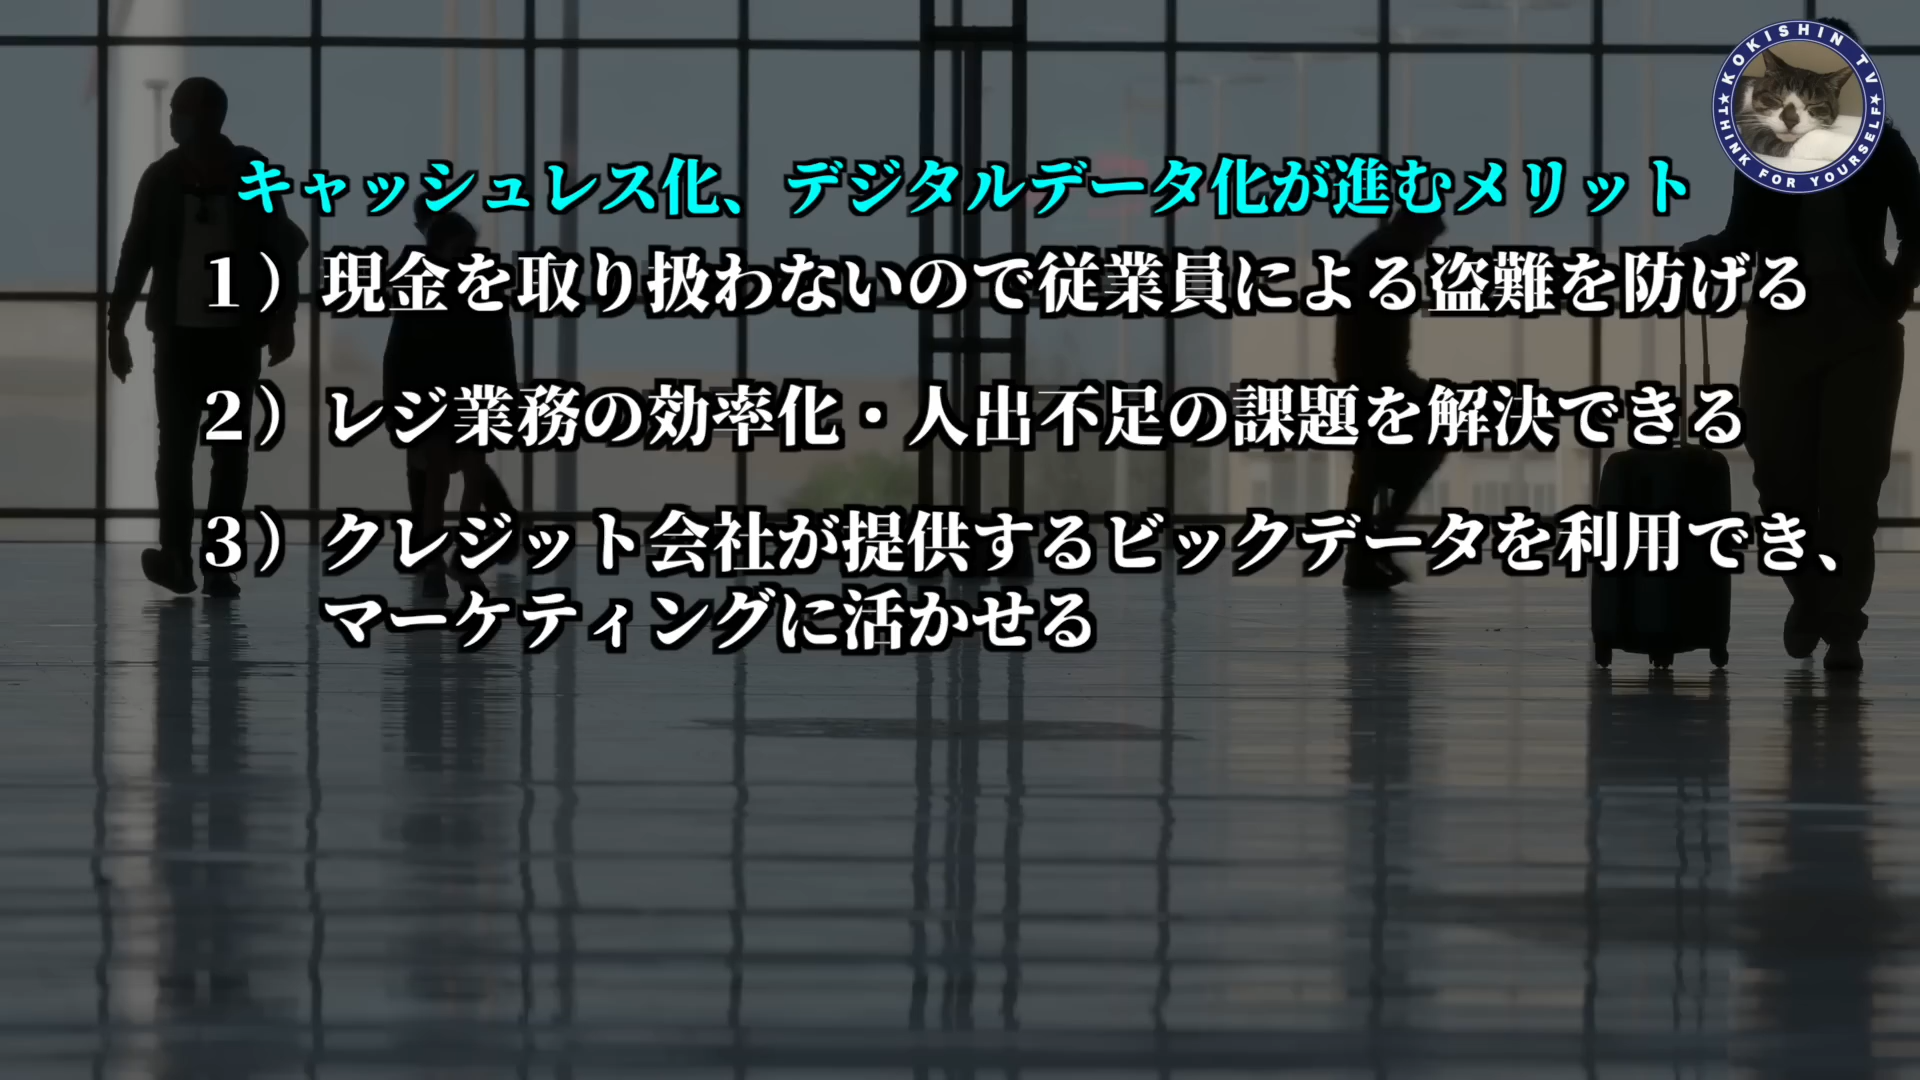 KOKISHIN TV
★THINK FOR YOURSELF★
キャッシュレス化、デジタルデータ化が進むメリット
１）現金を取り扱わないので従業員による盗難を防げる
２）レジ業務の効率化・人出不足の課題を解決できる
３）クレジット会社が提供するビックデータを利用でき、
マーケティングに活かせる